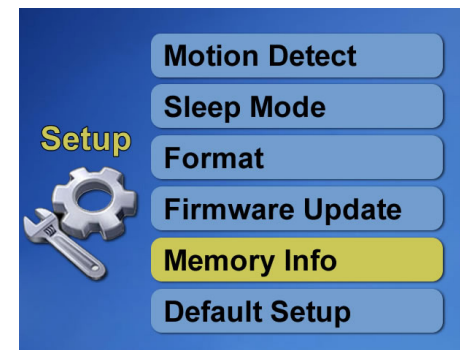 Motion Detect
Sleep Mode
Setup
Format
Firmware Update
Memory Info
Default Setup